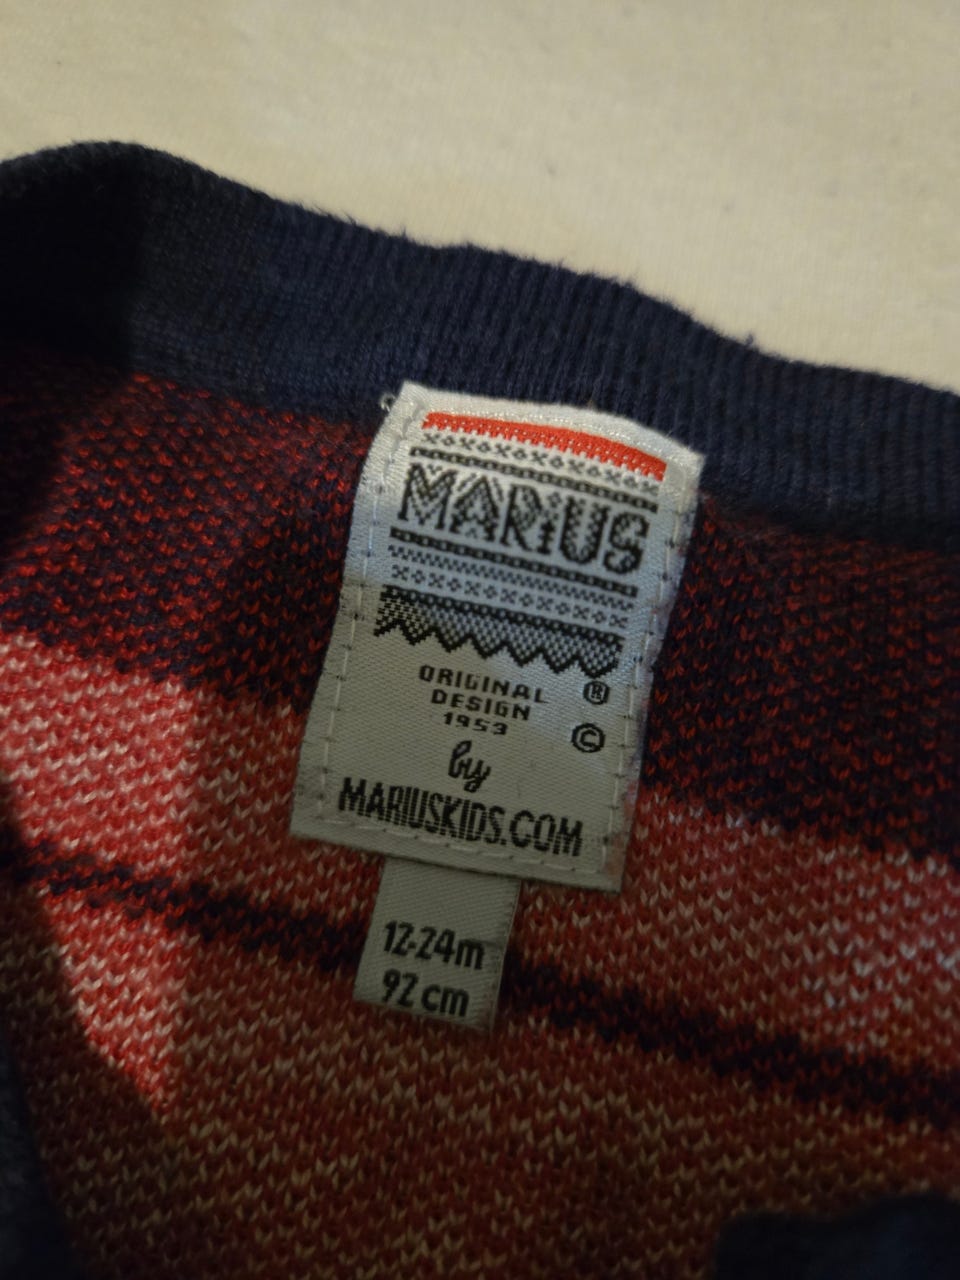 MARIUS
ORIGINAL ®
DESIGN
1953 ©
by
MARIUSKIDS.COM
12-24m
92 cm